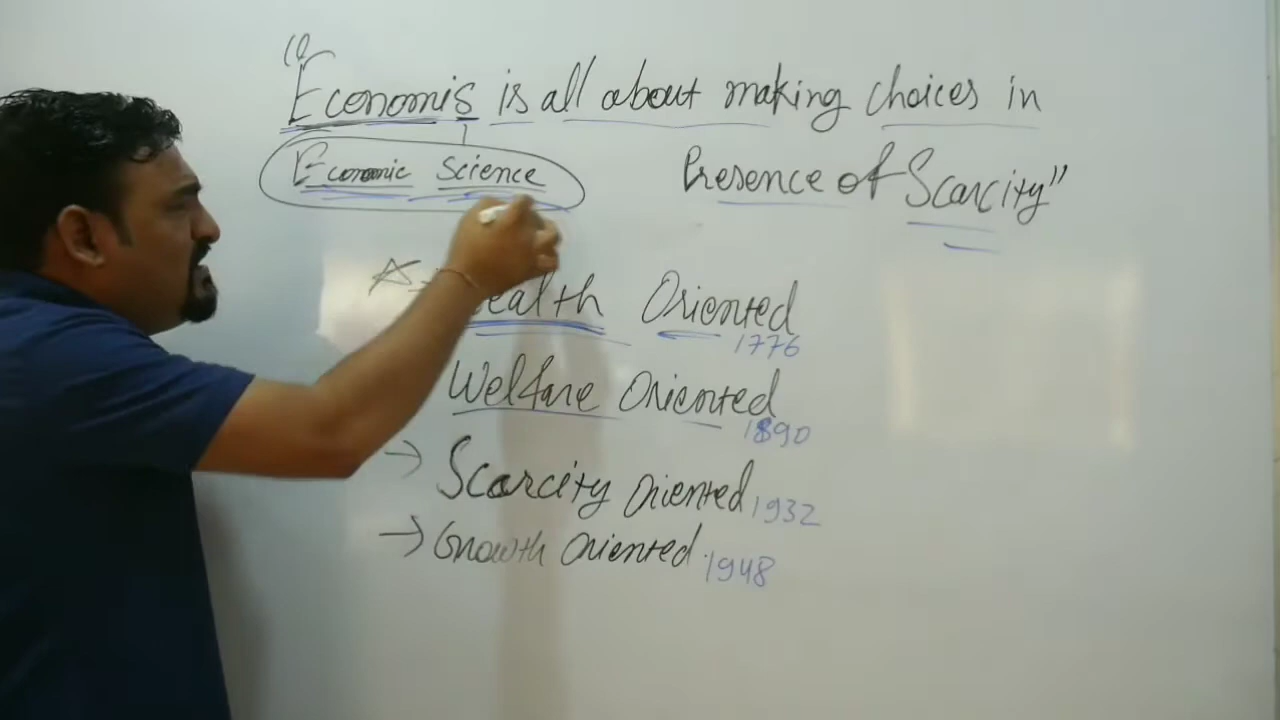 "Economis is all about making choices in
Presence of Scarcity"
Economic Science
Oriented
1776
Welfare Oriented
1890
→ Scarcity Oriented 1932
→ Growth Oriented 1948